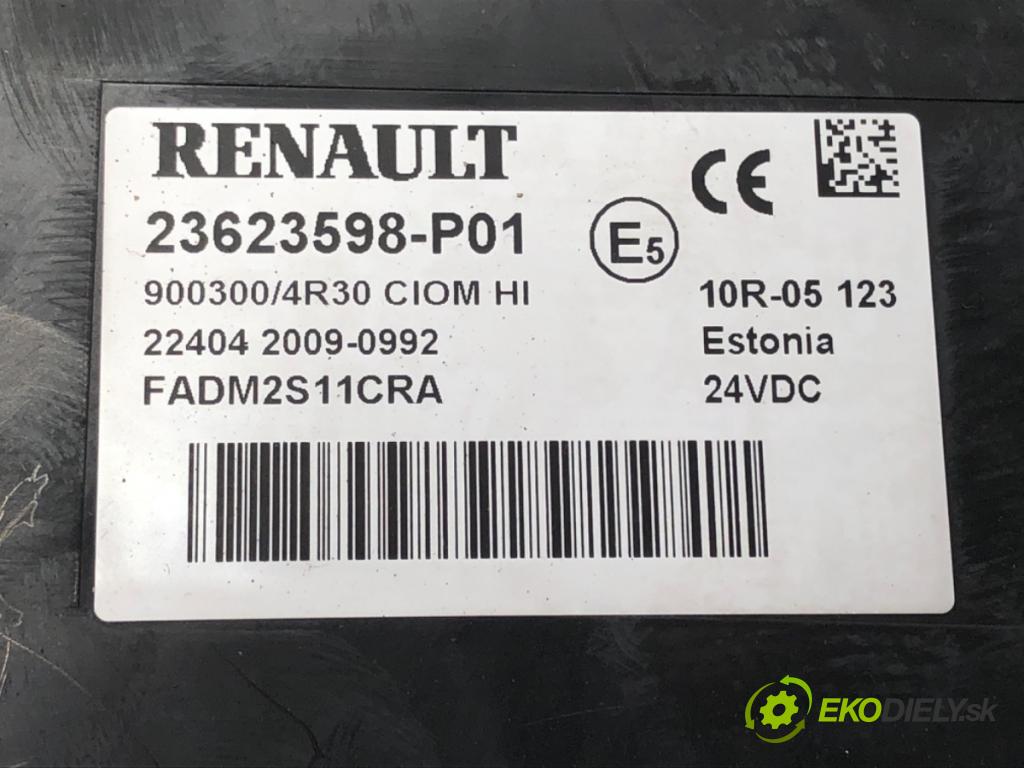 RENAULT
CE
23623598-P01
E5
900300/4R30 CIOM HI
10R-05 123
22404 2009-0992
Estonia
FADM2S11CRA
24VDC
EKODIELY.sk